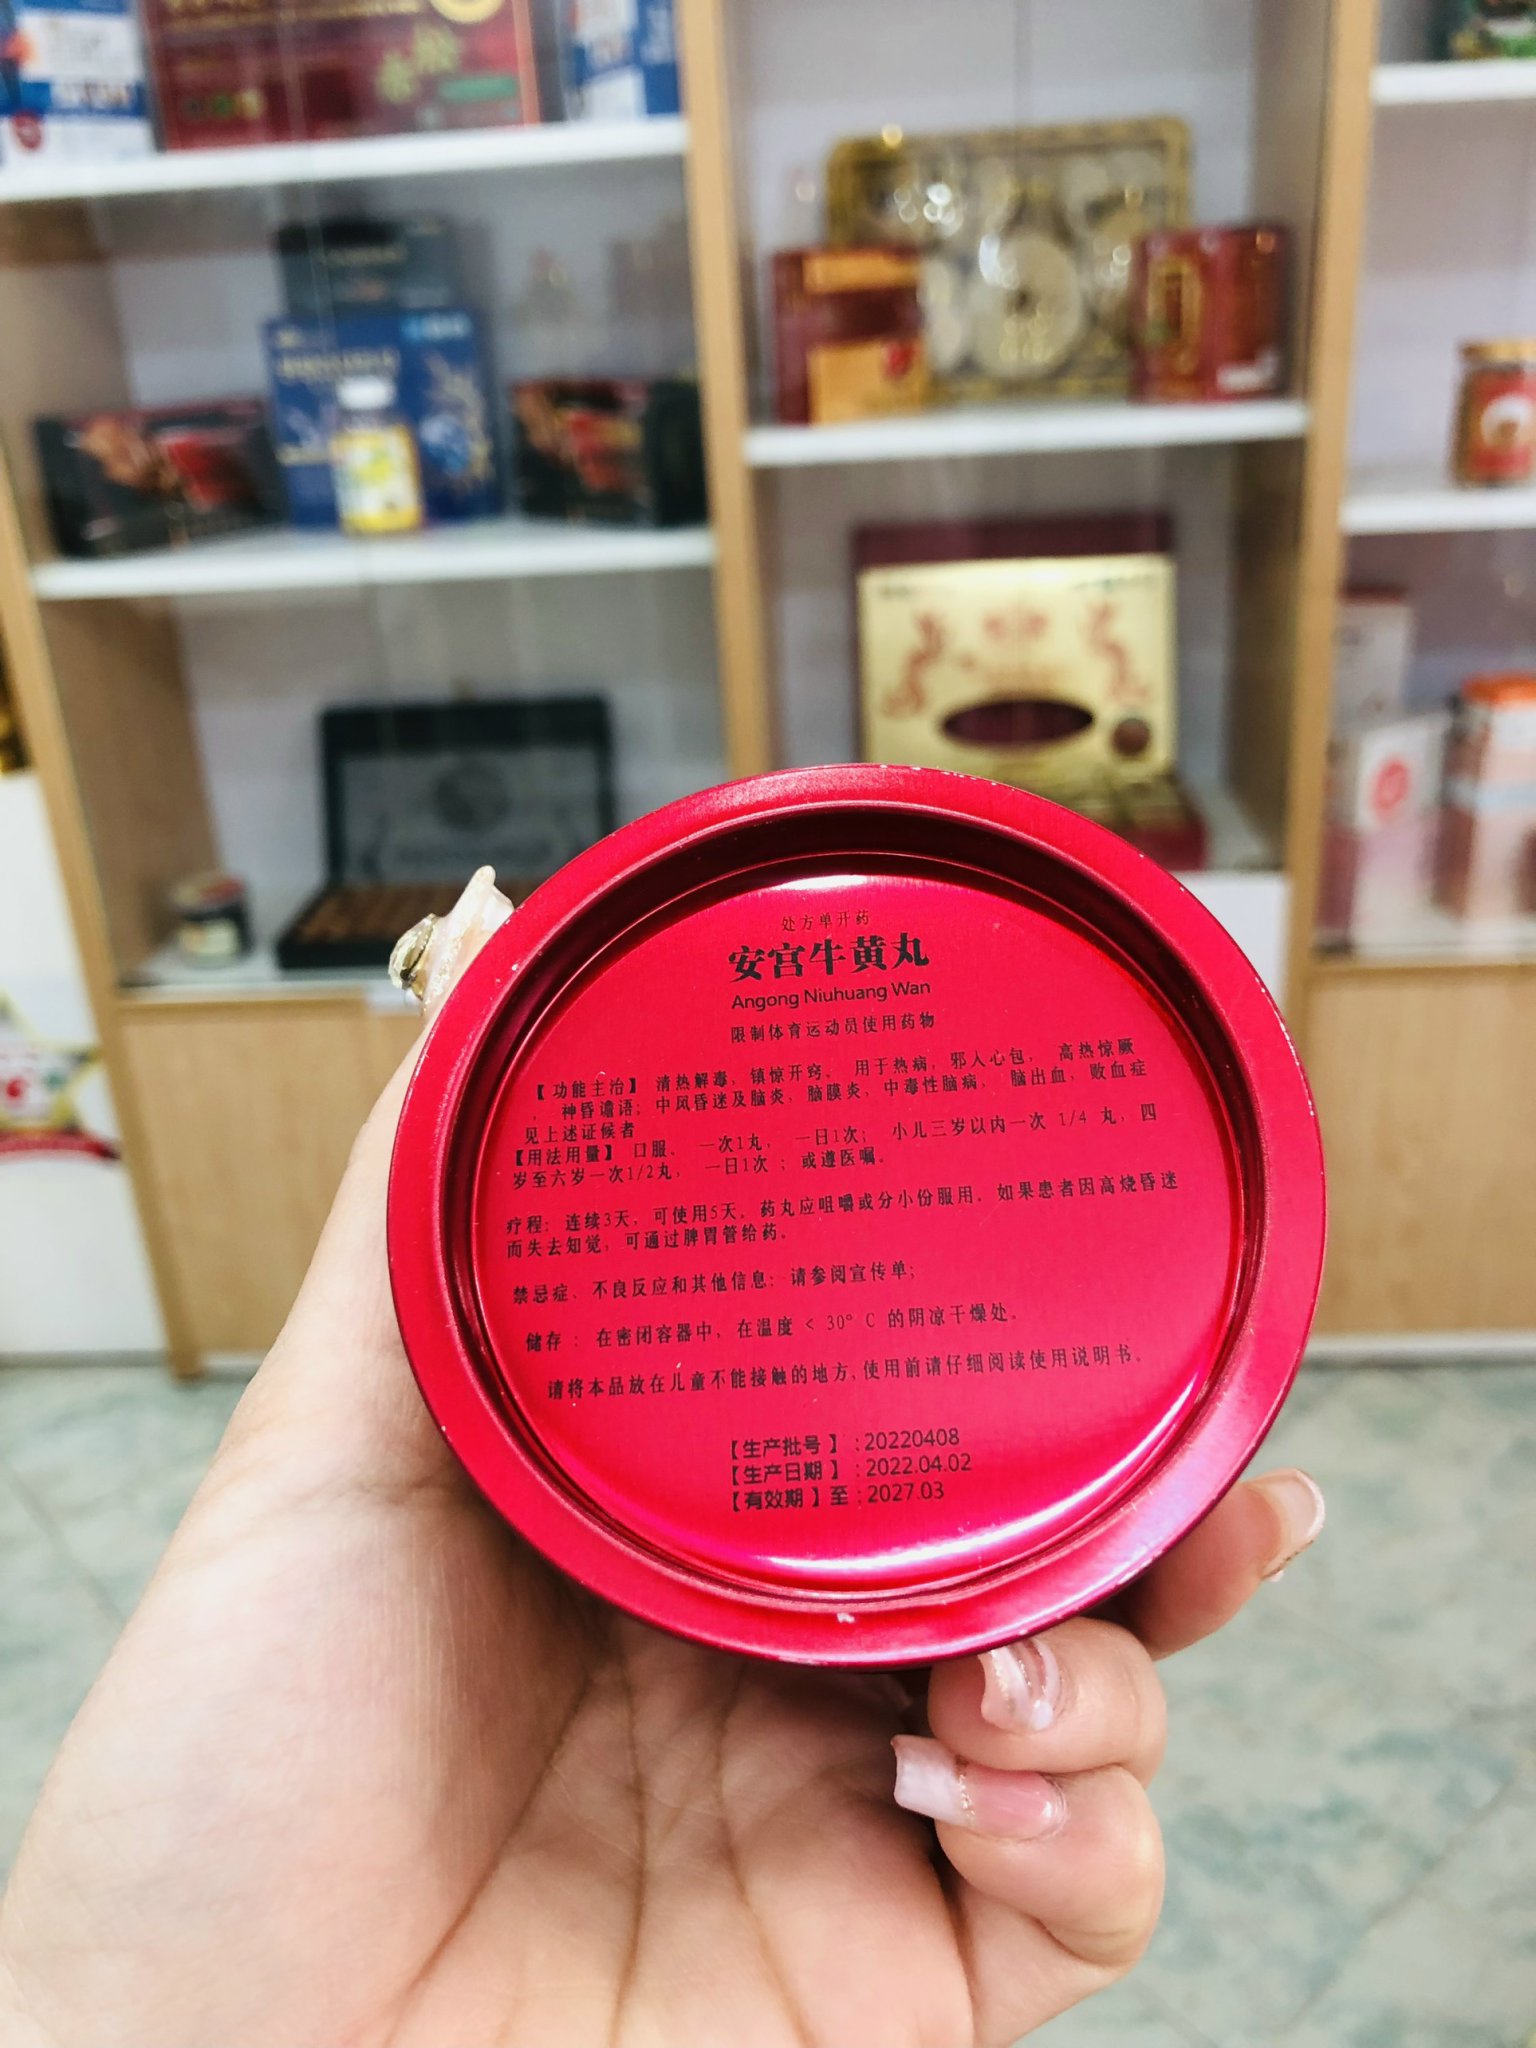 处方单开药
安宫牛黄丸
Angong Niuhuang Wan
限制体育运动员使用药物
【功能主治】 清热解毒，镇惊开窍。 用于热病，邪入心包， 高热惊厥
， 神昏谵语；中风昏迷及脑炎，脑膜炎，中毒性脑病， 脑出血，败血症
见上述证候者
【用法用量】 口服。 一次1丸， 一日1次； 小儿三岁以内一次 1/4 丸，四
岁至六岁一次1/2丸， 一日1次 ；或遵医嘱。
疗程：连续3天，可使用5天。药丸应咀嚼或分小份服用。如果患者因高烧昏迷
而失去知觉，可通过脾胃管给药。
禁忌症、不良反应和其他信息：请参阅宣传单；
储存 ：在密闭容器中，在温度 < 30° C 的阴凉干燥处。
请将本品放在儿童不能接触的地方,使用前请仔细阅读使用说明书。
【生产批号】 :20220408
【生产日期】 :2022.04.02
【有效期】至 :2027.03